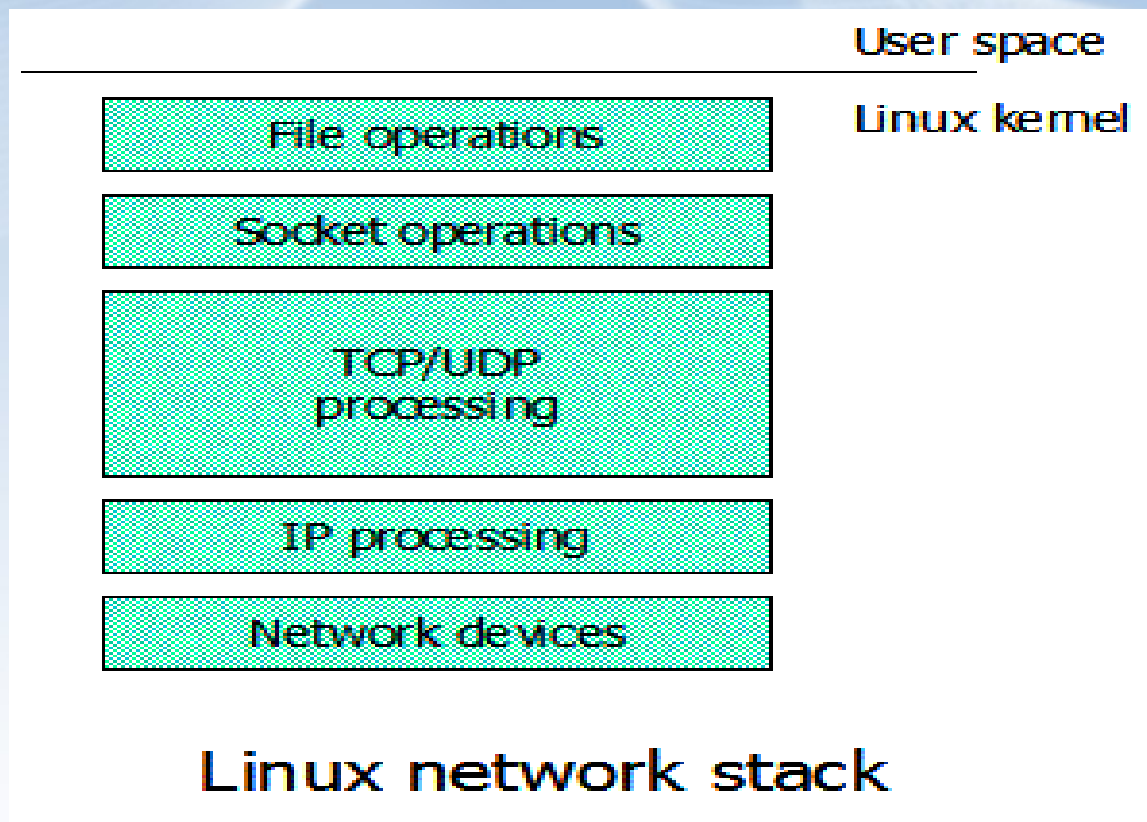 User space
Linux kernel
File operations
Socket operations
TCP/UDP
processing
IP processing
Network devices
Linux network stack